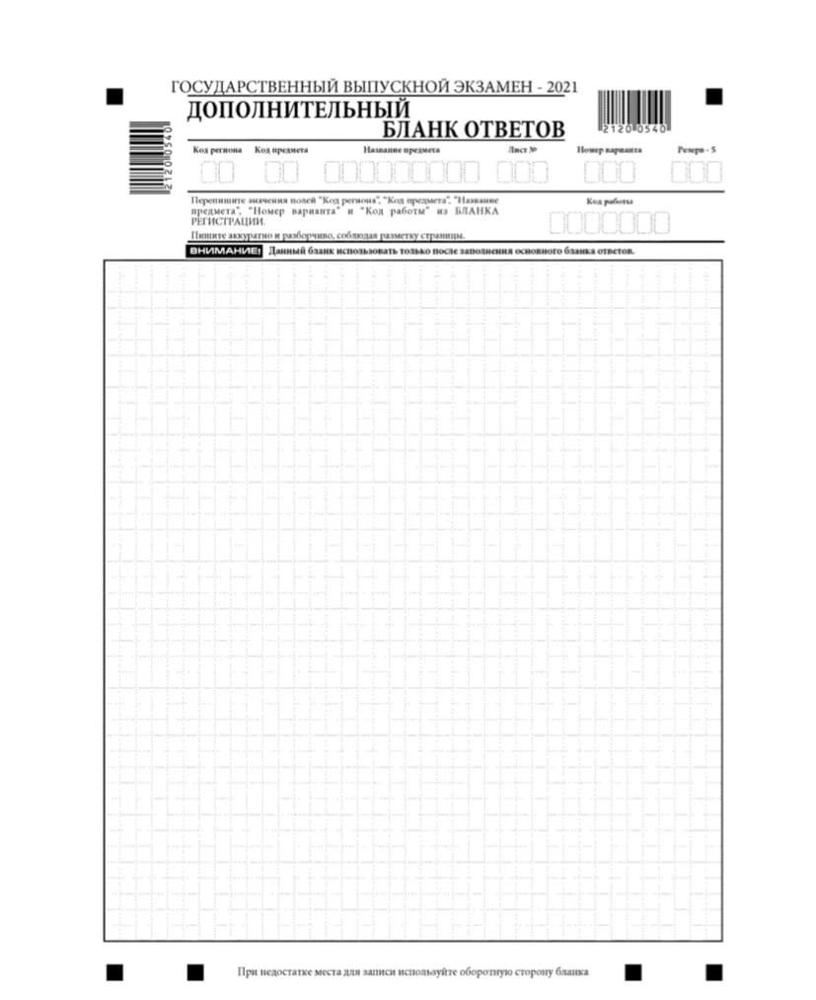 ГОСУДАРСТВЕННЫЙ ВЫПУСКНОЙ ЭКЗАМЕН - 2021
ДОПОЛНИТЕЛЬНЫЙ
БЛАНК ОТВЕТОВ
2120 0540
2120 0540
Код региона Код предмета Название предмета Лист № Номер варианта Резерв - 5
Перепишите значения полей “Код региона”, “Код предмета”, “Название
предмета”, “Номер варианта” и “Код работы” из БЛАНКА
РЕГИСТРАЦИИ.
Пишите аккуратно и разборчиво, соблюдая разметку страницы.
Код работы
ВНИМАНИЕ! Данный бланк использовать только после заполнения основного бланка ответов.
При недостатке места для записи используйте оборотную сторону бланка